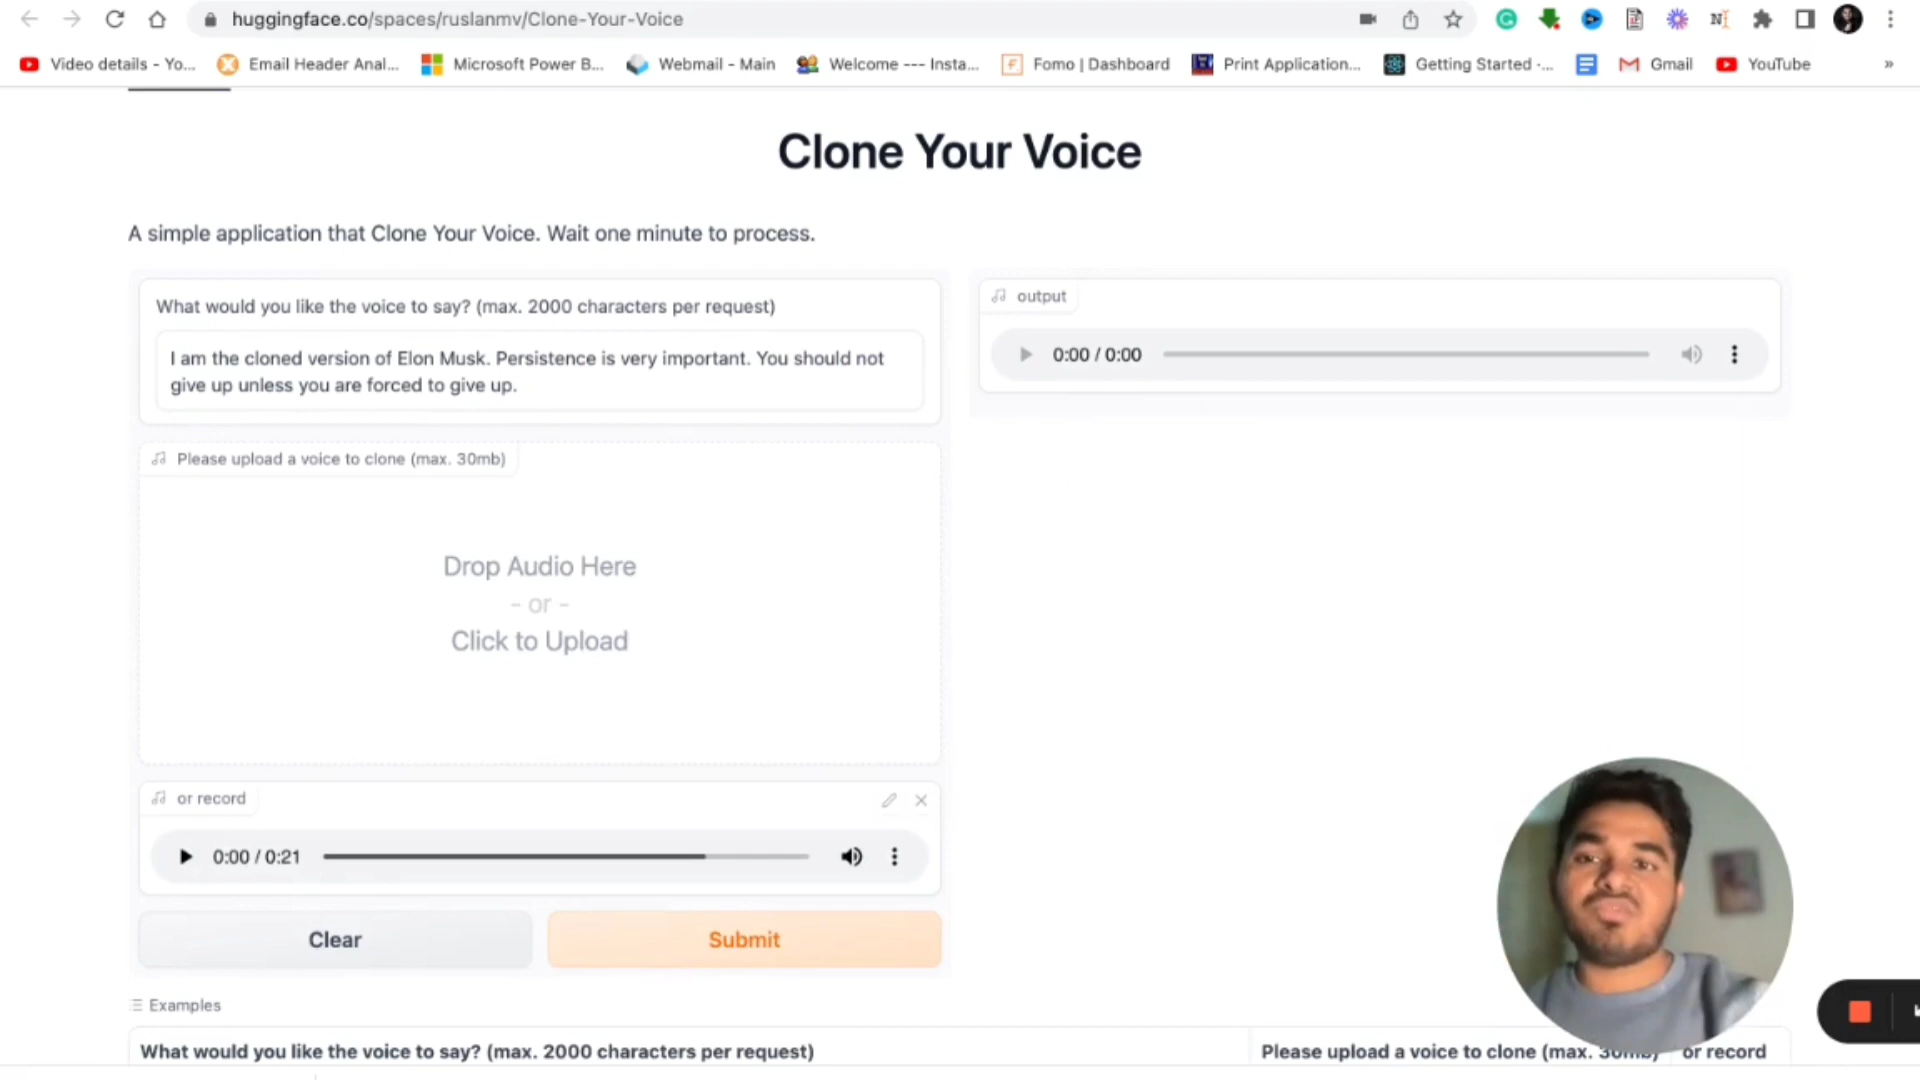 huggingface.co/spaces/ruslanmv/Clone-Your-Voice
Video details - Yo...
Email Header Anal...
Microsoft Power B...
Webmail - Main
Welcome --- Insta...
Fomo | Dashboard
Print Application...
Getting Started -...
Gmail
YouTube
»
Clone Your Voice
A simple application that Clone Your Voice. Wait one minute to process.
What would you like the voice to say? (max. 2000 characters per request)
I am the cloned version of Elon Musk. Persistence is very important. You should not
give up unless you are forced to give up.
output
0:00 / 0:00
Please upload a voice to clone (max. 30mb)
Drop Audio Here
- or -
Click to Upload
or record
0:00 / 0:21
Clear
Submit
Examples
What would you like the voice to say? (max. 2000 characters per request)
Please upload a voice to clone (max. 30mb)
or record